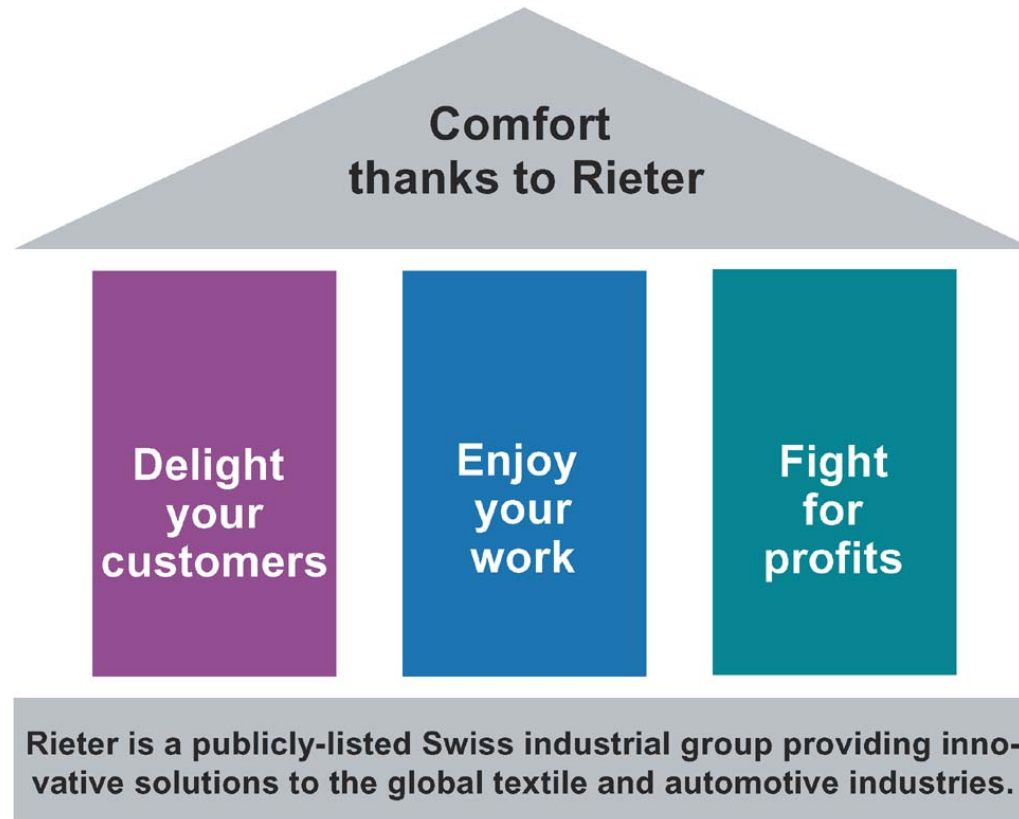 Comfort
thanks to Rieter
Delight
your
customers
Enjoy
your
work
Fight
for
profits
Rieter is a publicly-listed Swiss industrial group providing inno-
vative solutions to the global textile and automotive industries.